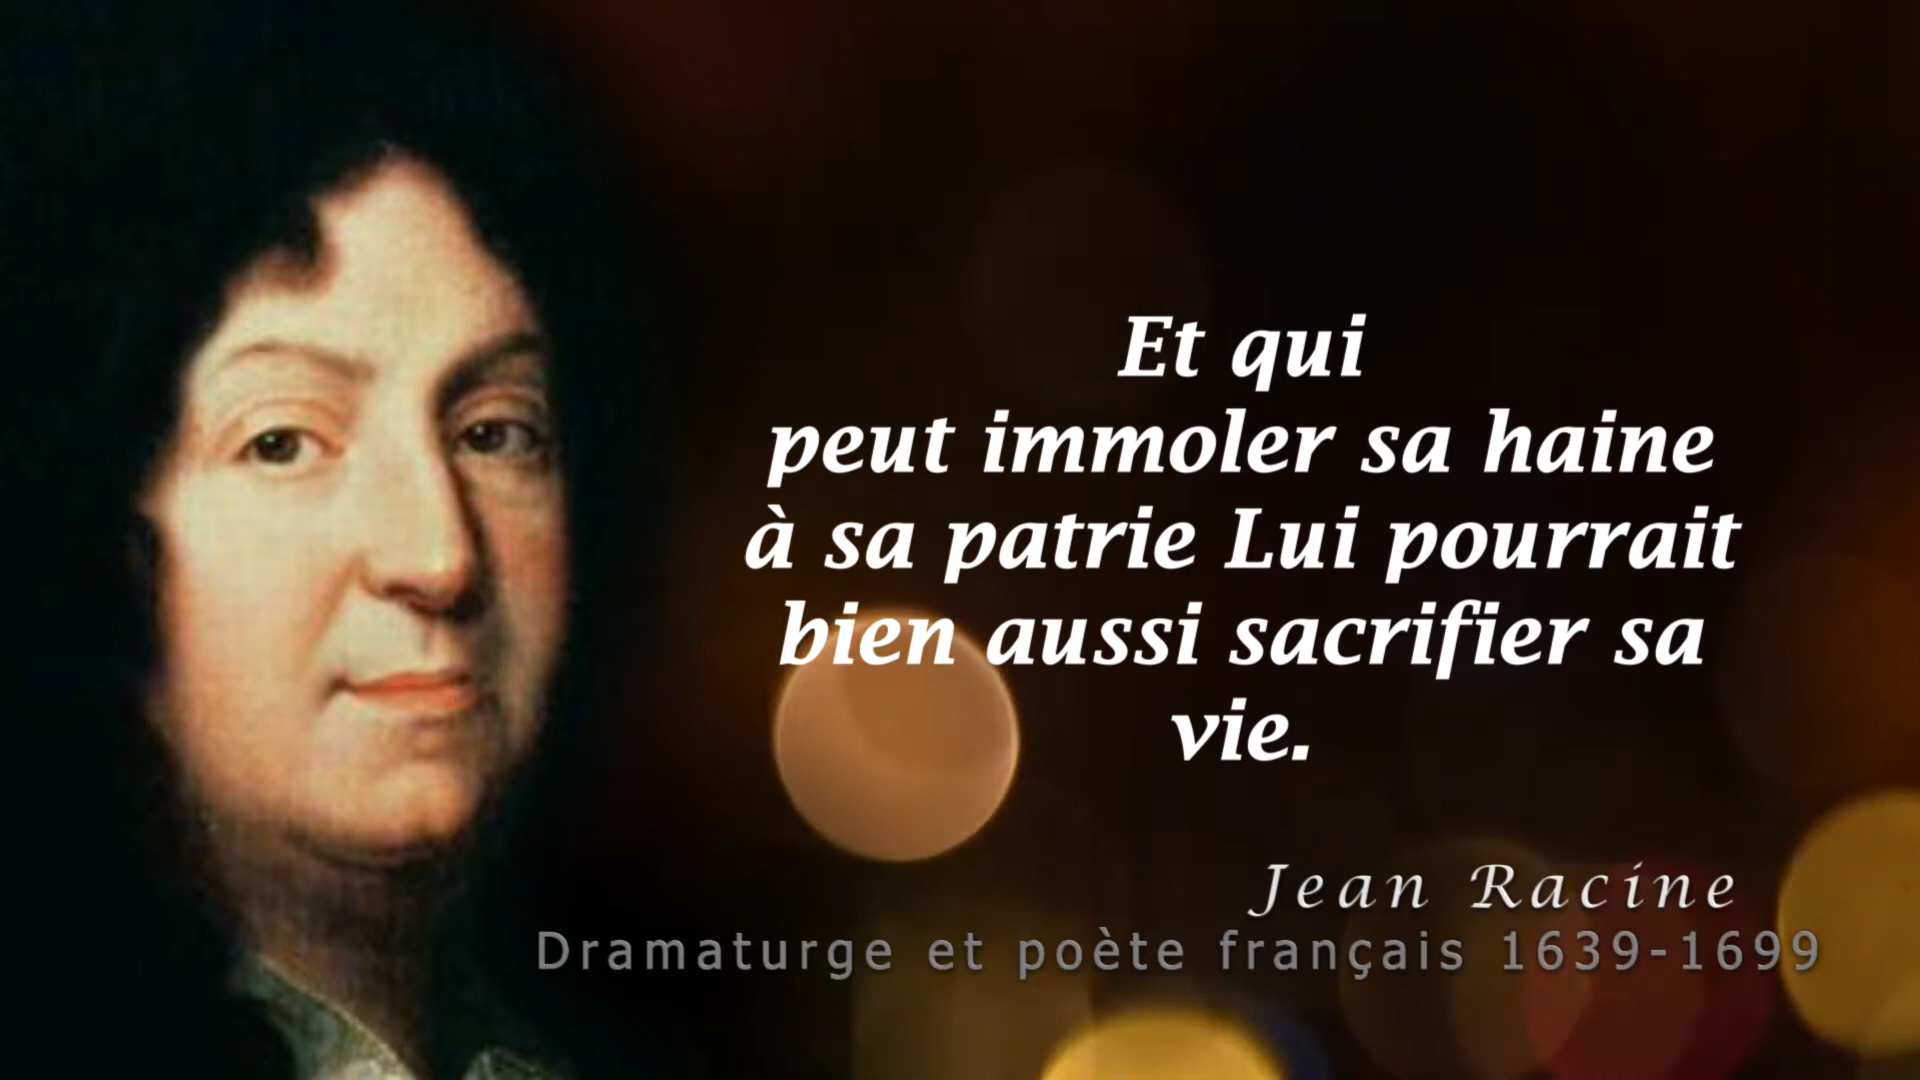 Et qui
peut immoler sa haine
à sa patrie Lui pourrait
bien aussi sacrifier sa
vie.
Jean Racine
Dramaturge et poète français 1639-1699